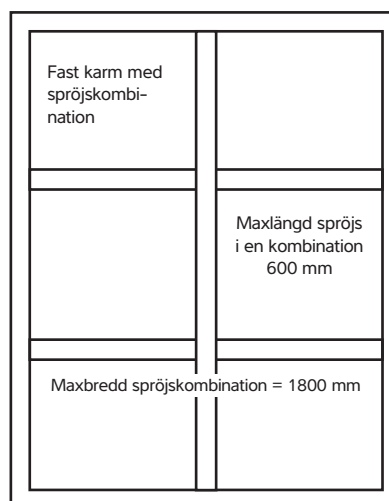 Fast karm med
spröjskombi-
nation
Maxlängd spröjs
i en kombination
600 mm
Maxbredd spröjskombination = 1800 mm